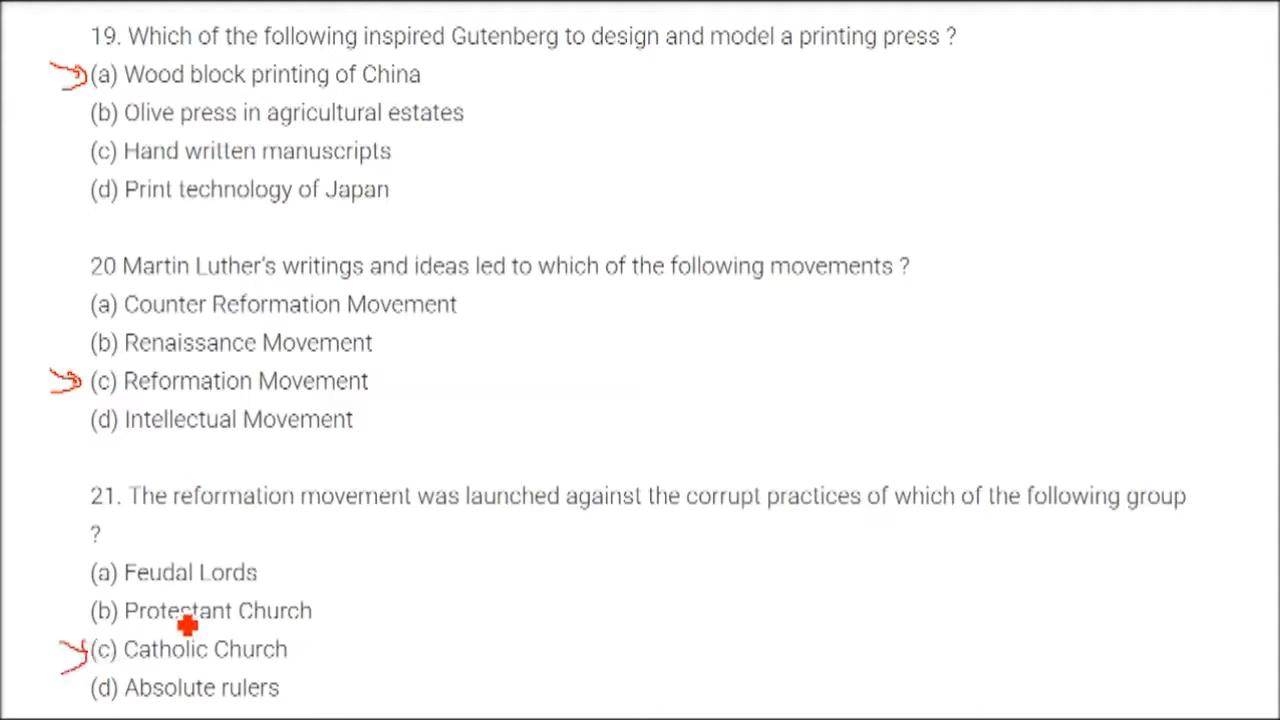 19. Which of the following inspired Gutenberg to design and model a printing press ?
(a) Wood block printing of China
(b) Olive press in agricultural estates
(c) Hand written manuscripts
(d) Print technology of Japan
20 Martin Luther's writings and ideas led to which of the following movements ?
(a) Counter Reformation Movement
(b) Renaissance Movement
(c) Reformation Movement
(d) Intellectual Movement
21. The reformation movement was launched against the corrupt practices of which of the following group
?
(a) Feudal Lords
(b) Protestant Church
(c) Catholic Church
(d) Absolute rulers